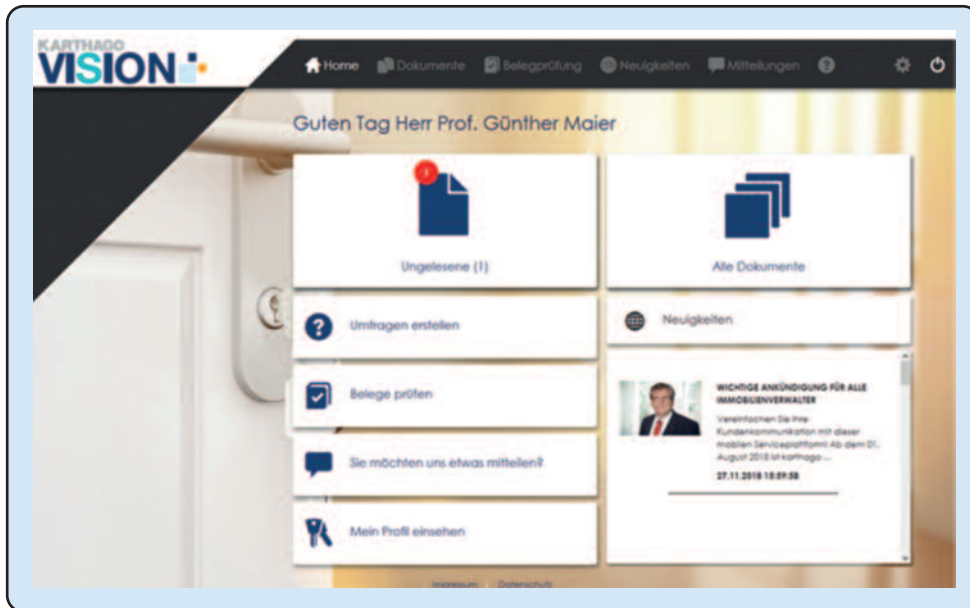 KARTHAGO
VISION
Home Dokumente Belegprüfung Neuigkeiten Mitteilungen ?
Guten Tag Herr Prof. Günther Maier
Ungelesene (1)
Alle Dokumente
? Umfragen erstellen
Neuigkeiten
Belege prüfen
Sie möchten uns etwas mitteilen?
Mein Profil einsehen
WICHTIGE ANKÜNDIGUNG FÜR ALLE
IMMOBILIENVERWALTER
Vereinfachen Sie Ihre
Kundenkommunikation mit dieser
mobilen Serviceplattform! Ab dem 01.
August 2018 ist karthago ...
27.11.2018 15:59:58
Impressum | Datenschutz